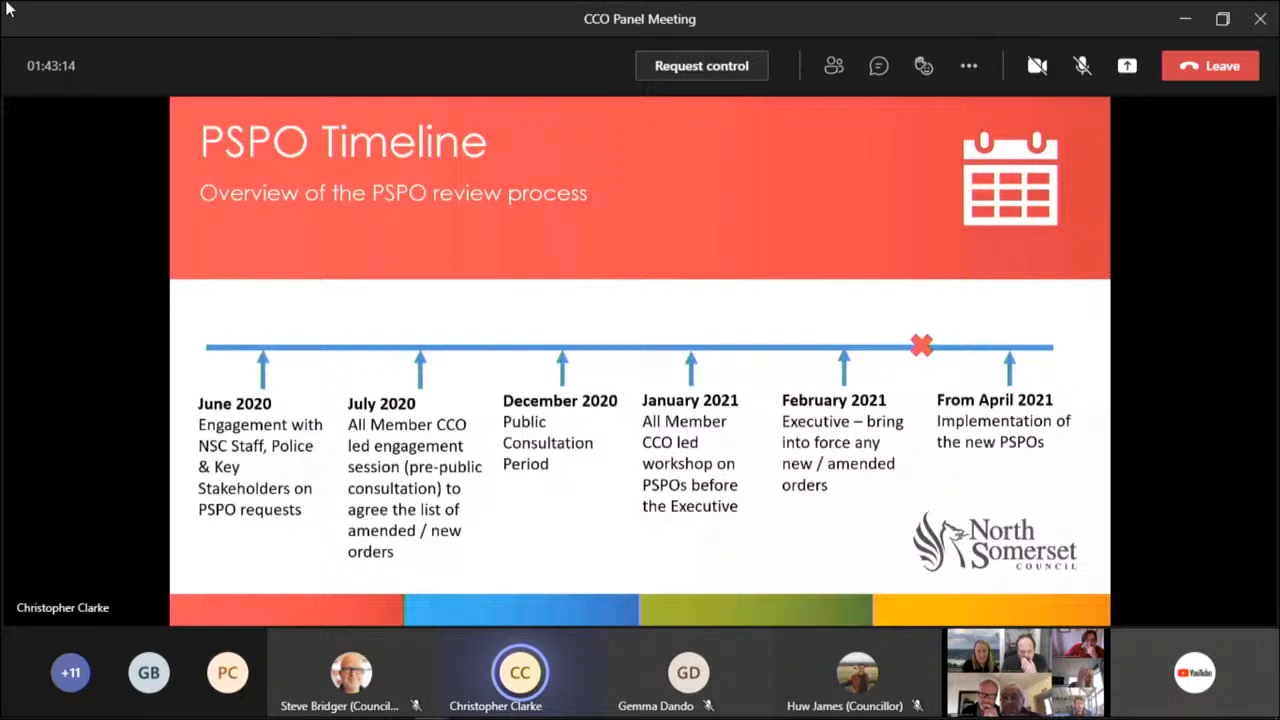 CCO Panel Meeting
01:43:14
Request control
Leave
PSPO Timeline
Overview of the PSPO review process
June 2020
Engagement with
NSC Staff, Police
& Key
Stakeholders on
PSPO requests
July 2020
All Member CCO
led engagement
session (pre-public
consultation) to
agree the list of
amended / new
orders
December 2020
Public
Consultation
Period
January 2021
All Member
CCO led
workshop on
PSPOs before
the Executive
February 2021
Executive – bring
into force any
new / amended
orders
From April 2021
Implementation of
the new PSPOs
North
Somerset
COUNCIL
Christopher Clarke
+11
GB
PC
Steve Bridger (Council...
CC
Christopher Clarke
GD
Gemma Dando
Huw James (Councillor)
YouTube